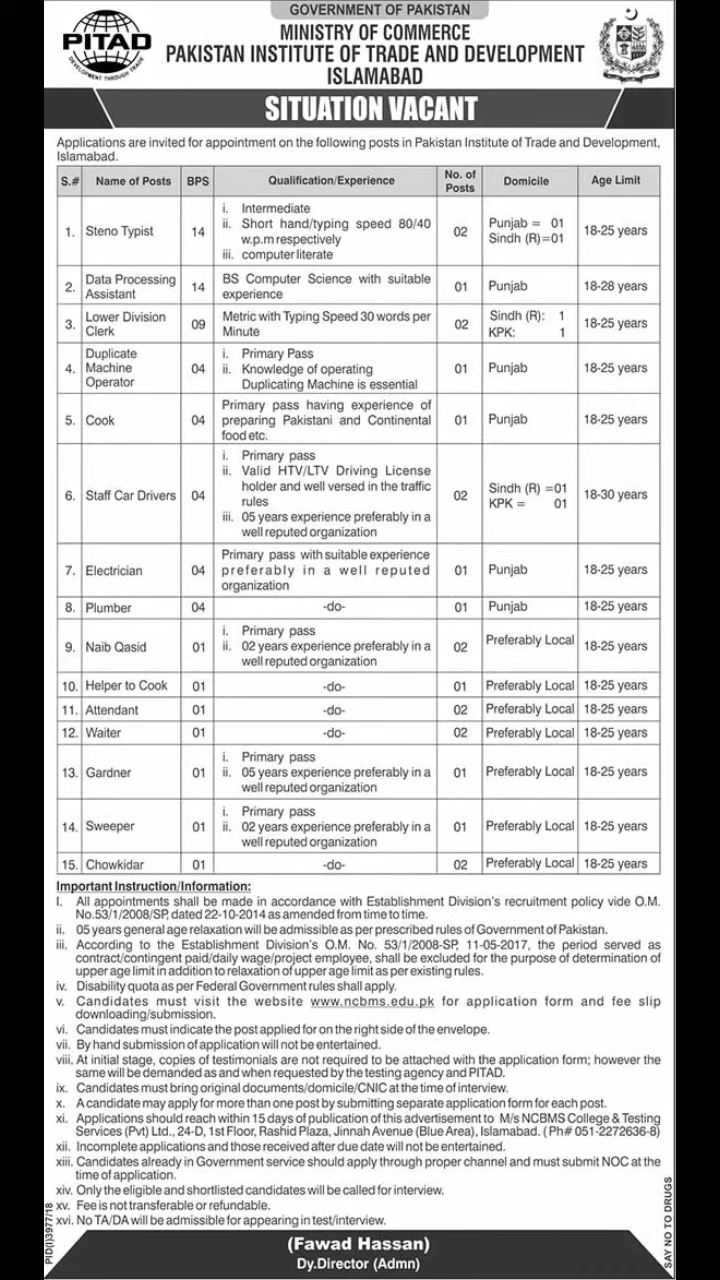 GOVERNMENT OF PAKISTAN
PITAD
DEVELOPMENT THROUGH TRADE
MINISTRY OF COMMERCE
PAKISTAN INSTITUTE OF TRADE AND DEVELOPMENT
ISLAMABAD
SITUATION VACANT
Applications are invited for appointment on the following posts in Pakistan Institute of Trade and Development,
Islamabad.
S.# Name of Posts BPS Qualification/Experience No. of Posts Domicile Age Limit
1. Steno Typist 14 i. Intermediate
ii. Short hand/typing speed 80/40
w.p.m respectively
iii. computer literate
02 Punjab = 01
Sindh (R)=01
18-25 years
2. Data Processing
Assistant
14 BS Computer Science with suitable
experience
01 Punjab 18-28 years
3. Lower Division
Clerk
09 Metric with Typing Speed 30 words per
Minute
02 Sindh (R): 1
KPK: 1
18-25 years
4. Duplicate
Machine
Operator
04 i. Primary Pass
ii. Knowledge of operating
Duplicating Machine is essential
01 Punjab 18-25 years
5. Cook 04 Primary pass having experience of
preparing Pakistani and Continental
food etc.
01 Punjab 18-25 years
6. Staff Car Drivers 04 i. Primary pass
ii. Valid HTV/LTV Driving License
holder and well versed in the traffic
rules
iii. 05 years experience preferably in a
well reputed organization
02 Sindh (R) =01
KPK = 01
18-30 years
7. Electrician 04 Primary pass with suitable experience
preferably in a well reputed
organization
01 Punjab 18-25 years
8. Plumber 04 -do- 01 Punjab 18-25 years
9. Naib Qasid 01 i. Primary pass
ii. 02 years experience preferably in a
well reputed organization
02 Preferably Local 18-25 years
10. Helper to Cook 01 -do- 01 Preferably Local 18-25 years
11. Attendant 01 -do- 02 Preferably Local 18-25 years
12. Waiter 01 -do- 02 Preferably Local 18-25 years
13. Gardner 01 i. Primary pass
ii. 05 years experience preferably in a
well reputed organization
01 Preferably Local 18-25 years
14. Sweeper 01 i. Primary pass
ii. 02 years experience preferably in a
well reputed organization
01 Preferably Local 18-25 years
15. Chowkidar 01 -do- 02 Preferably Local 18-25 years
Important Instruction/Information:
I. All appointments shall be made in accordance with Establishment Division's recruitment policy vide O.M.
No.53/1/2008/SP, dated 22-10-2014 as amended from time to time.
ii. 05 years general age relaxation will be admissible as per prescribed rules of Government of Pakistan.
iii. According to the Establishment Division's O.M. No. 53/1/2008-SP, 11-05-2017, the period served as
contract/contingent paid/daily wage/project employee, shall be excluded for the purpose of determination of
upper age limit in addition to relaxation of upper age limit as per existing rules.
iv. Disability quota as per Federal Government rules shall apply.
v. Candidates must visit the website www.ncbms.edu.pk for application form and fee slip
downloading/submission.
vi. Candidates must indicate the post applied for on the right side of the envelope.
vii. By hand submission of application will not be entertained.
viii. At initial stage, copies of testimonials are not required to be attached with the application form; however the
same will be demanded as and when requested by the testing agency and PITAD.
ix. Candidates must bring original documents/domicile/CNIC at the time of interview.
x. A candidate may apply for more than one post by submitting separate application form for each post.
xi. Applications should reach within 15 days of publication of this advertisement to M/s NCBMS College & Testing
Services (Pvt) Ltd., 24-D, 1st Floor, Rashid Plaza, Jinnah Avenue (Blue Area), Islamabad. ( Ph# 051-2272636-8)
xii. Incomplete applications and those received after due date will not be entertained.
xiii. Candidates already in Government service should apply through proper channel and must submit NOC at the
time of application.
xiv. Only the eligible and shortlisted candidates will be called for interview.
xv. Fee is not transferable or refundable.
xvi. No TA/DA will be admissible for appearing in test/interview.
PID(I)3977/18
SAY NO TO DRUGS
(Fawad Hassan)
Dy.Director (Admn)